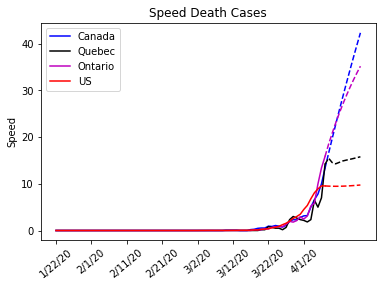 Speed Death Cases
Canada
Quebec
Ontario
US
Speed
40
30
20
10
0
1/22/20
2/1/20
2/11/20
2/21/20
3/2/20
3/12/20
3/22/20
4/1/20